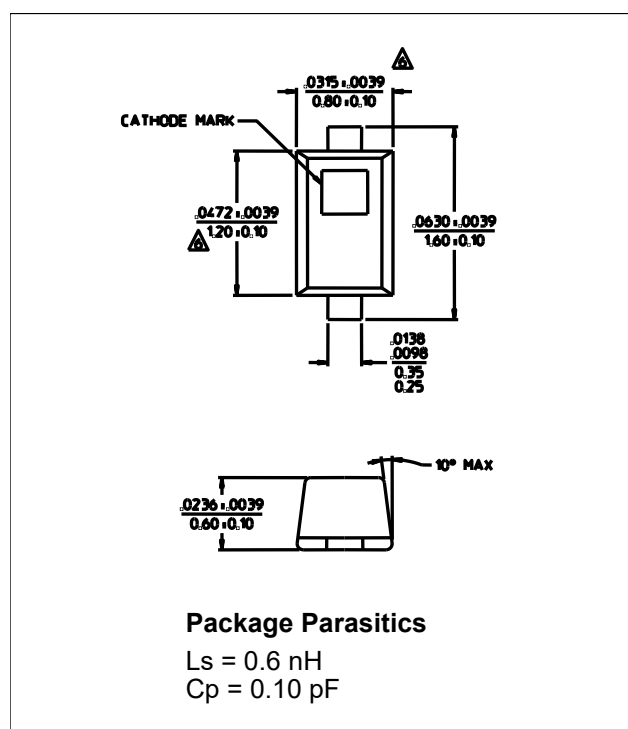 6
.0315±.0039
0.80±0.10
CATHODE MARK
.0472±.0039
1.20±0.10
6
.0630±.0039
1.60±0.10
.0138
.0098
0.35
0.25
10° MAX
.0236±.0039
0.60±0.10
Package Parasitics
Ls = 0.6 nH
Cp = 0.10 pF